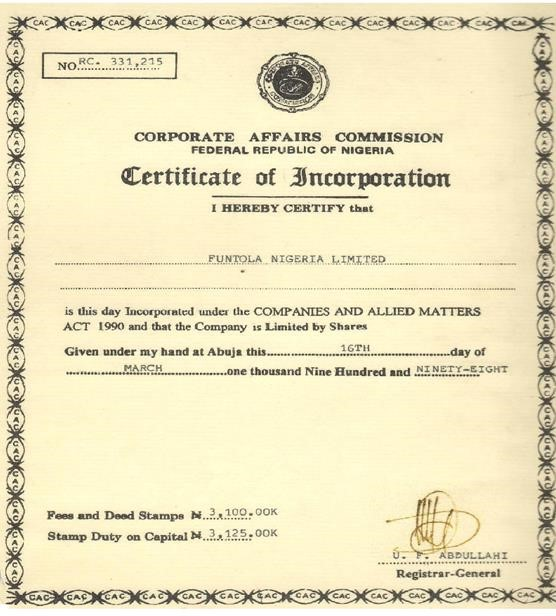 NO. RC. 331,215
CORPORATE AFFAIRS COMMISSION
CORPORATE AFFAIRS COMMISSION
FEDERAL REPUBLIC OF NIGERIA
Certificate of Incorporation
I HEREBY CERTIFY that
FUNTOLA NIGERIA LIMITED
is this day Incorporated under the COMPANIES AND ALLIED MATTERS
ACT 1990 and that the Company is Limited by Shares
Given under my hand at Abuja this 16TH day of
MARCH one thousand Nine Hundred and NINETY-EIGHT
Fees and Deed Stamps ₦ 3,100.00K
Stamp Duty on Capital ₦ 3,125.00K
U. F. ABDULLAHI
Registrar-General